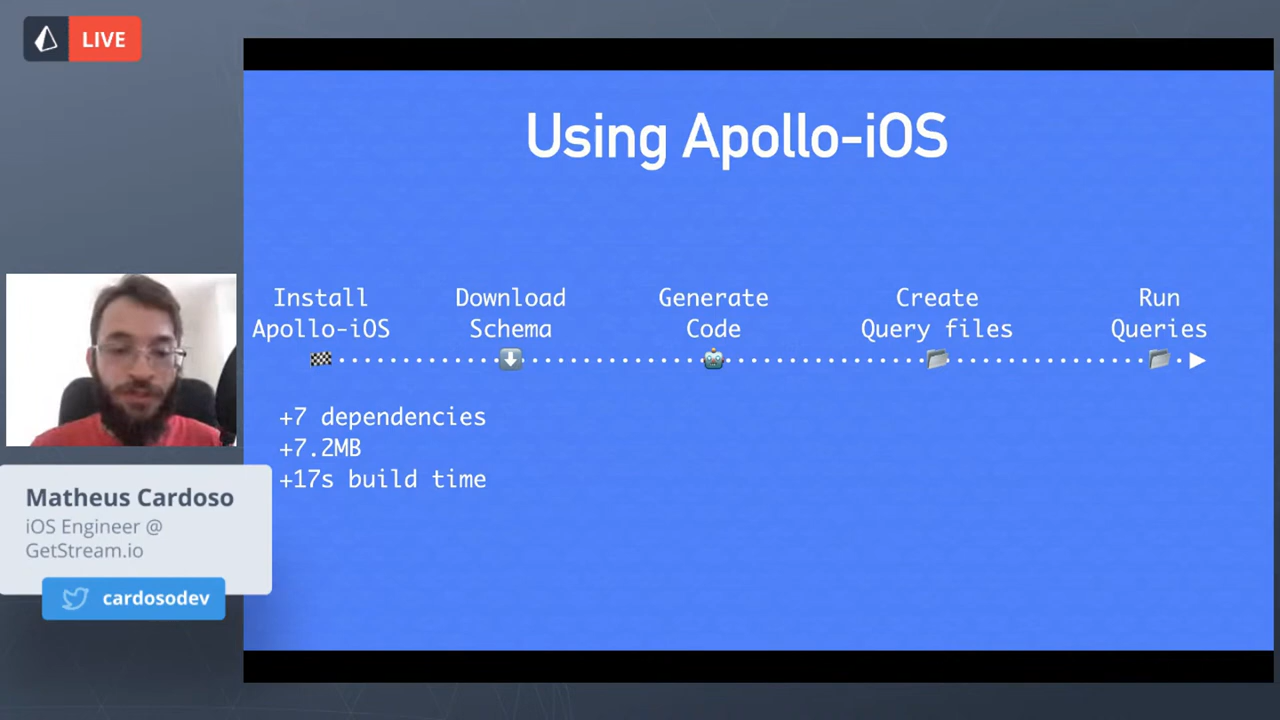 LIVE
Using Apollo-iOS
Install
Apollo-iOS
Download
Schema
Generate
Code
Create
Query files
Run
Queries
+7 dependencies
+7.2MB
+17s build time
Matheus Cardoso
iOS Engineer @
GetStream.io
cardosodev